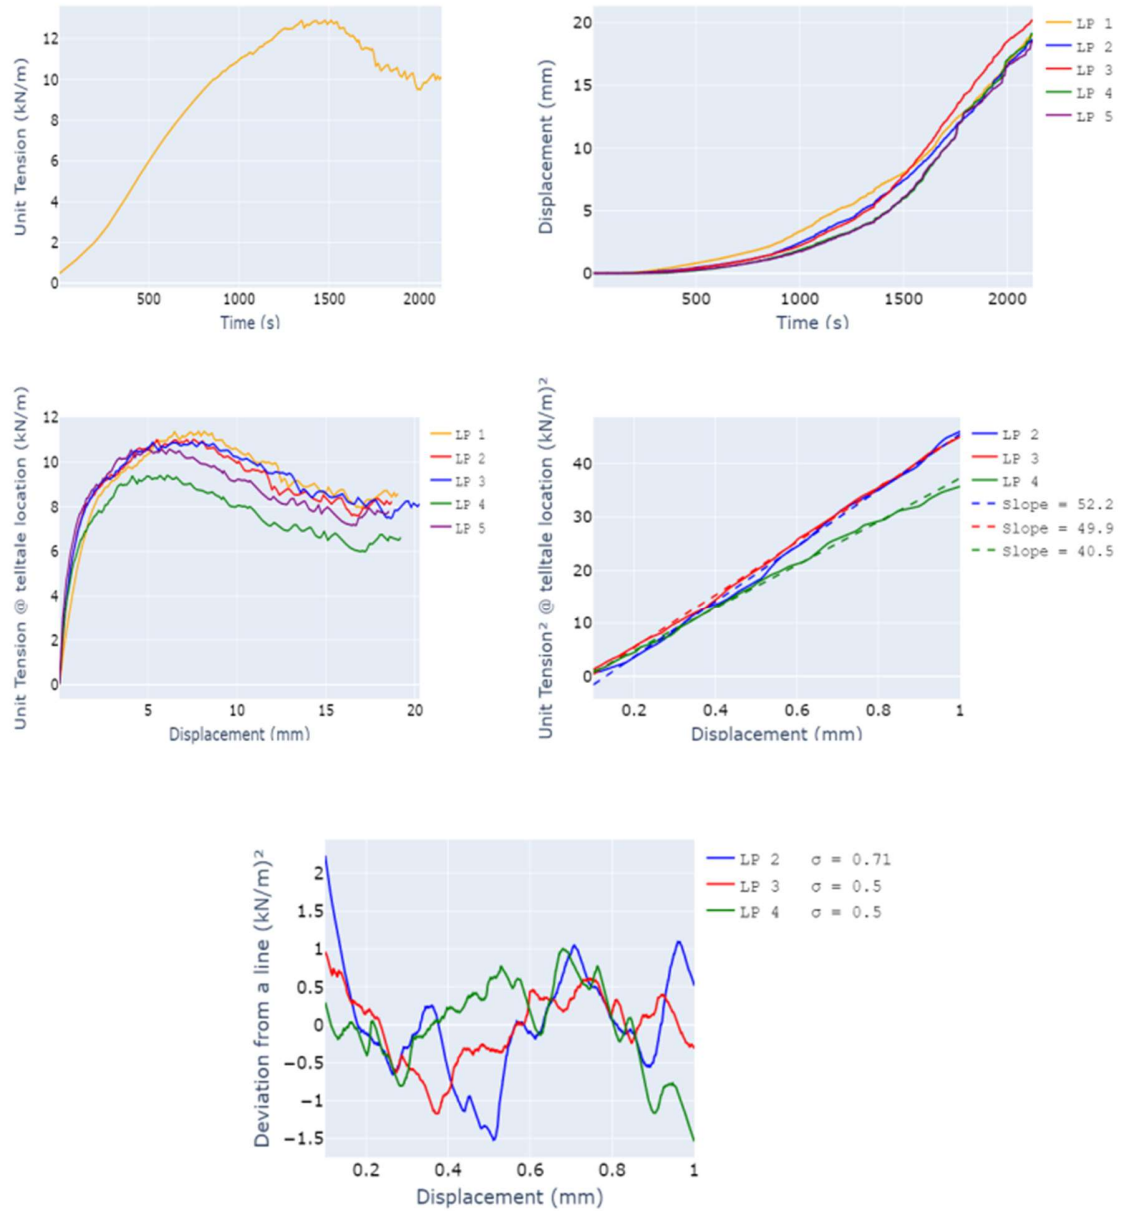 Unit Tension (kN/m)
12
10
8
6
4
2
0
500
1000
1500
2000
Time (s)
Displacement (mm)
20
15
10
5
0
500
1000
1500
2000
Time (s)
LP 1
LP 2
LP 3
LP 4
LP 5
Unit Tension @ telltale location (kN/m)
12
10
8
6
4
2
0
5
10
15
20
Displacement (mm)
LP 1
LP 2
LP 3
LP 4
LP 5
Unit Tension² @ telltale location (kN/m)²
40
30
20
10
0
0.2
0.4
0.6
0.8
1
Displacement (mm)
LP 2
LP 3
LP 4
Slope = 52.2
Slope = 49.9
Slope = 40.5
Deviation from a line (kN/m)²
2
1.5
1
0.5
0
−0.5
−1
−1.5
0.2
0.4
0.6
0.8
1
Displacement (mm)
LP 2 σ = 0.71
LP 3 σ = 0.5
LP 4 σ = 0.5